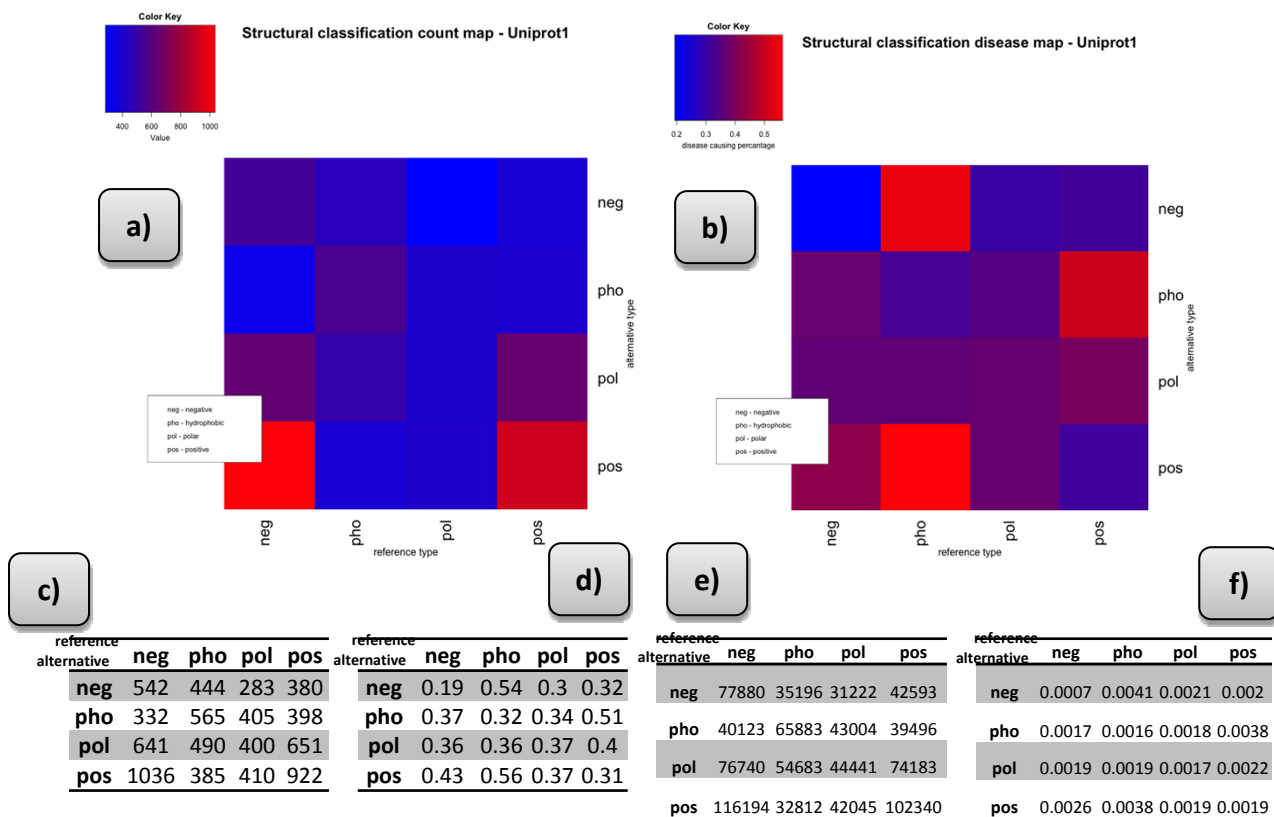 Color Key
Structural classification count map - Uniprot1
400 600 800 1000
Value
a)
neg
pho
pol
pos
alternative type
neg - negative
pho - hydrophobic
pol - polar
pos - positive
neg pho pol pos
reference type
Color Key
Structural classification disease map - Uniprot1
0.2 0.3 0.4 0.5
disease causing percantage
b)
neg
pho
pol
pos
alternative type
neg - negative
pho - hydrophobic
pol - polar
pos - positive
neg pho pol pos
reference type
c)
reference
alternative neg pho pol pos
neg 542 444 283 380
pho 332 565 405 398
pol 641 490 400 651
pos 1036 385 410 922
d)
reference
alternative neg pho pol pos
neg 0.19 0.54 0.3 0.32
pho 0.37 0.32 0.34 0.51
pol 0.36 0.36 0.37 0.4
pos 0.43 0.56 0.37 0.31
e)
reference
alternative neg pho pol pos
neg 77880 35196 31222 42593
pho 40123 65883 43004 39496
pol 76740 54683 44441 74183
pos 116194 32812 42045 102340
f)
reference
alternative neg pho pol pos
neg 0.0007 0.0041 0.0021 0.002
pho 0.0017 0.0016 0.0018 0.0038
pol 0.0019 0.0019 0.0017 0.0022
pos 0.0026 0.0038 0.0019 0.0019